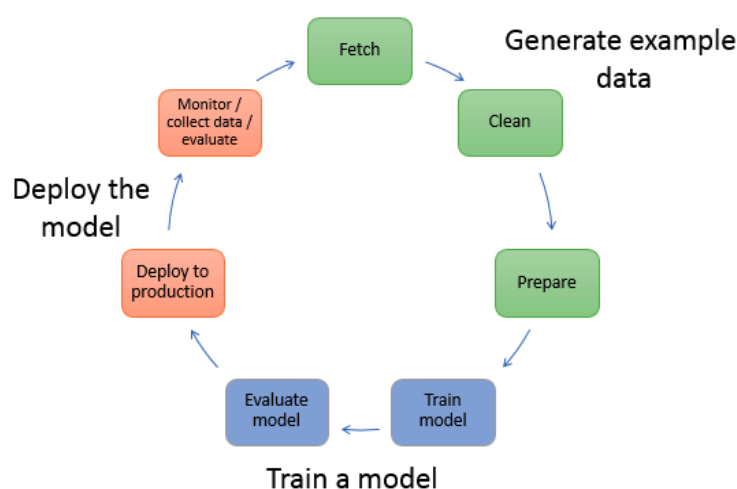 Fetch
Generate example
data
Clean
Prepare
Train
model
Evaluate
model
Train a model
Deploy to
production
Deploy the
model
Monitor /
collect data /
evaluate